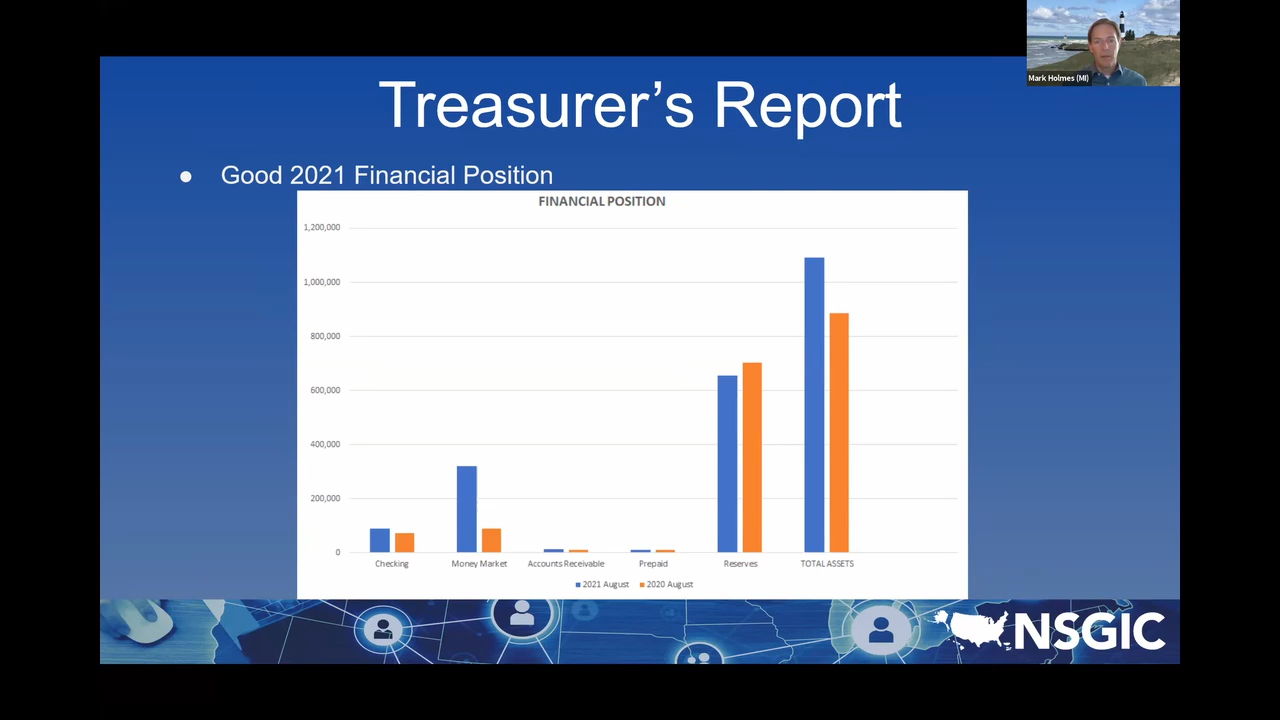 Mark Holmes (MI)
Treasurer’s Report
● Good 2021 Financial Position
FINANCIAL POSITION
1,200,000
1,000,000
800,000
600,000
400,000
200,000
0
Checking Money Market Accounts Receivable Prepaid Reserves TOTAL ASSETS
2021 August 2020 August
NSGIC